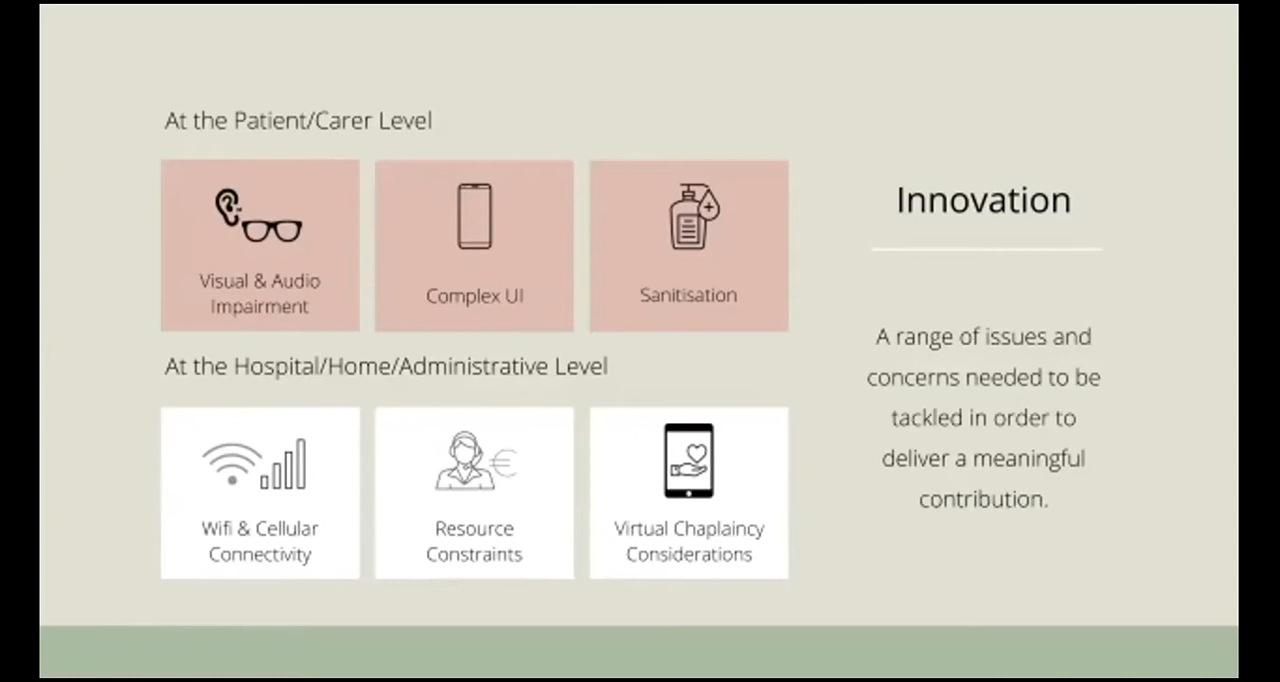 At the Patient/Carer Level
Visual & Audio
Impairment
Complex UI
Sanitisation
At the Hospital/Home/Administrative Level
€
Wifi & Cellular
Connectivity
Resource
Constraints
Virtual Chaplaincy
Considerations
Innovation
A range of issues and
concerns needed to be
tackled in order to
deliver a meaningful
contribution.